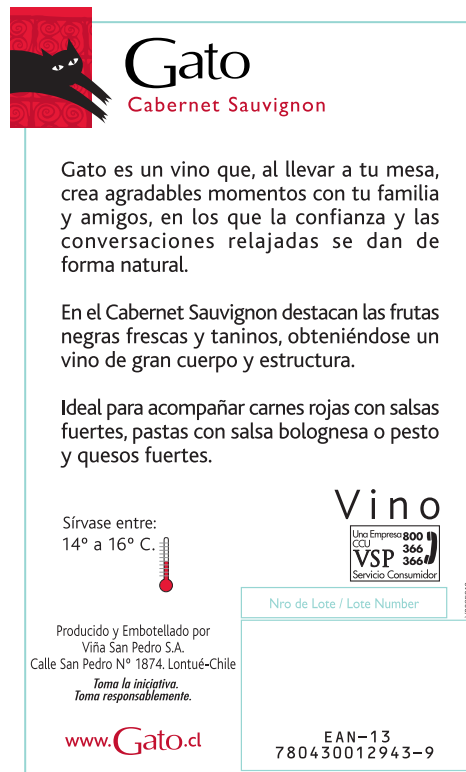 Gato
Cabernet Sauvignon
Gato es un vino que, al llevar a tu mesa,
crea agradables momentos con tu familia
y amigos, en los que la confianza y las
conversaciones relajadas se dan de
forma natural.
En el Cabernet Sauvignon destacan las frutas
negras frescas y taninos, obteniéndose un
vino de gran cuerpo y estructura.
Ideal para acompañar carnes rojas con salsas
fuertes, pastas con salsa bolognesa o pesto
y quesos fuertes.
Vino
Sírvase entre:
14º a 16º C.
Una Empresa
CCU
VSP
800
366
366
Servicio Consumidor
Nro de Lote / Lote Number
Producido y Embotellado por
Viña San Pedro S.A.
Calle San Pedro Nº 1874. Lontué-Chile
Toma la iniciativa.
Toma responsablemente.
www.Gato.cl
EAN-13
780430012943-9